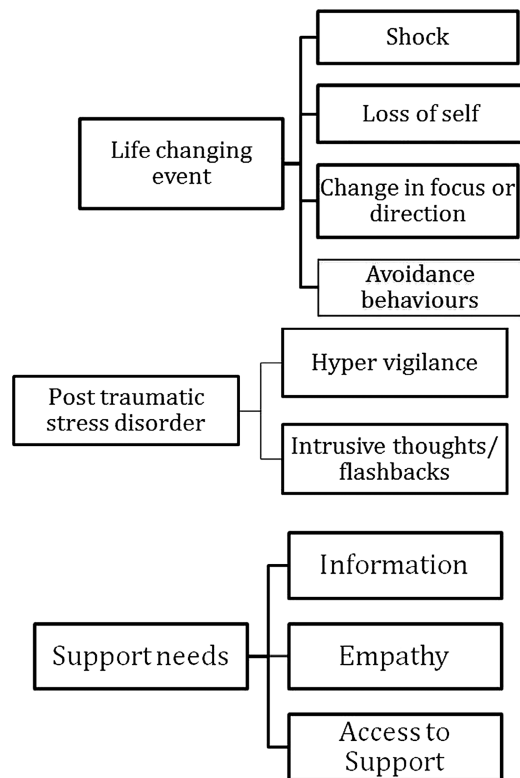 Shock
Life changing
event
Loss of self
Change in focus or
direction
Avoidance
behaviours
Post traumatic
stress disorder
Hyper vigilance
Intrusive thoughts/
flashbacks
Support needs
Information
Empathy
Access to
Support